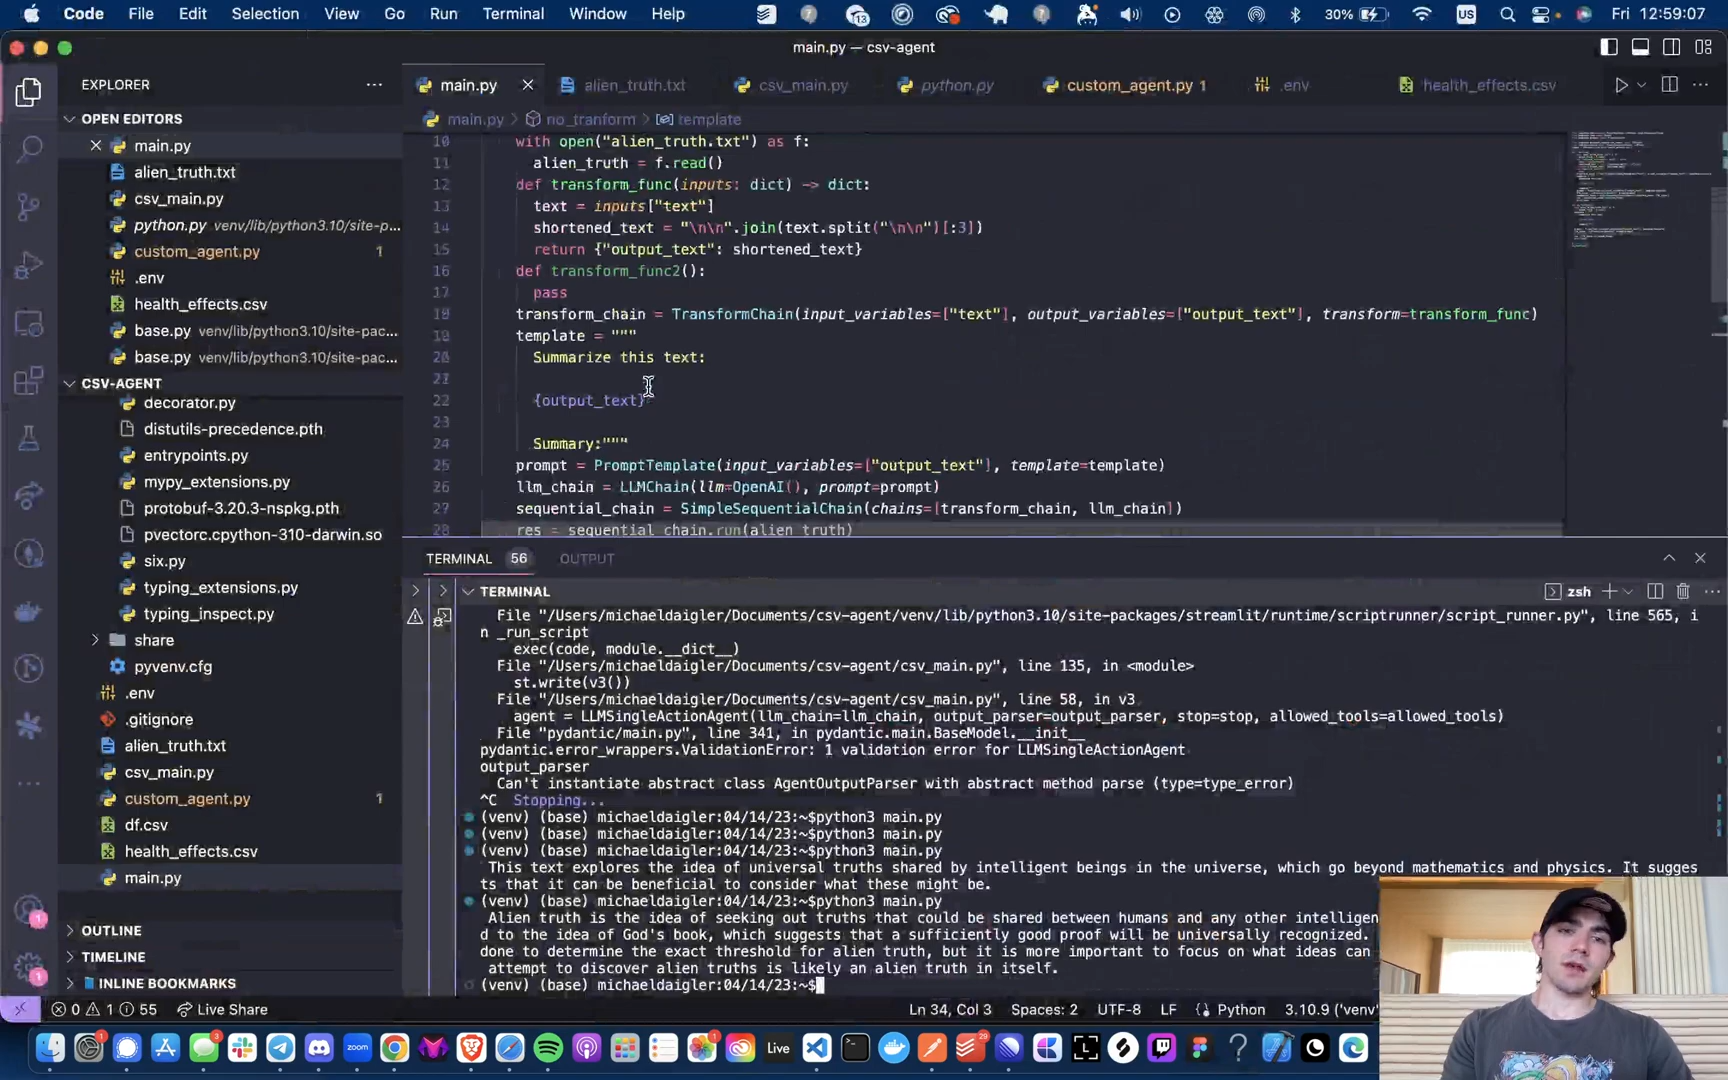 Code File Edit Selection View Go Run Terminal Window Help 13 30% US Fri 12:59:07
main.py — csv-agent
EXPLORER
main.py alien_truth.txt csv_main.py python.py custom_agent.py 1 .env health_effects.csv
OPEN EDITORS
main.py > no_tranform > template
main.py
alien_truth.txt
csv_main.py
python.py venv/lib/python3.10/site-p...
custom_agent.py 1
.env
health_effects.csv
base.py venv/lib/python3.10/site-pac...
base.py venv/lib/python3.10/site-pac...
CSV-AGENT
decorator.py
distutils-precedence.pth
entrypoints.py
mypy_extensions.py
protobuf-3.20.3-nspkg.pth
pvectorc.cpython-310-darwin.so
six.py
typing_extensions.py
typing_inspect.py
share
pyvenv.cfg
.env
.gitignore
alien_truth.txt
csv_main.py
custom_agent.py 1
df.csv
health_effects.csv
main.py
OUTLINE
TIMELINE
INLINE BOOKMARKS
10 with open("alien_truth.txt") as f:
11 alien_truth = f.read()
12 def transform_func(inputs: dict) -> dict:
13 text = inputs["text"]
14 shortened_text = "\n\n".join(text.split("\n\n")[:3])
15 return {"output_text": shortened_text}
16 def transform_func2():
17 pass
18 transform_chain = TransformChain(input_variables=["text"], output_variables=["output_text"], transform=transform_func)
19 template = """
20 Summarize this text:
21
22 {output_text}
23
24 Summary:"""
25 prompt = PromptTemplate(input_variables=["output_text"], template=template)
26 llm_chain = LLMChain(llm=OpenAI(), prompt=prompt)
27 sequential_chain = SimpleSequentialChain(chains=[transform_chain, llm_chain])
28 res = sequential_chain.run(alien_truth)
TERMINAL 56 OUTPUT
TERMINAL zsh
File "/Users/michaeldaigler/Documents/csv-agent/venv/lib/python3.10/site-packages/streamlit/runtime/scriptrunner/script_runner.py", line 565, i
n _run_script
exec(code, module.__dict__)
File "/Users/michaeldaigler/Documents/csv-agent/csv_main.py", line 135, in <module>
st.write(v3())
File "/Users/michaeldaigler/Documents/csv-agent/csv_main.py", line 58, in v3
agent = LLMSingleActionAgent(llm_chain=llm_chain, output_parser=output_parser, stop=stop, allowed_tools=allowed_tools)
File "pydantic/main.py", line 341, in pydantic.main.BaseModel.__init__
pydantic.error_wrappers.ValidationError: 1 validation error for LLMSingleActionAgent
output_parser
Can't instantiate abstract class AgentOutputParser with abstract method parse (type=type_error)
^C Stopping...
(venv) (base) michaeldaigler:04/14/23:~$python3 main.py
(venv) (base) michaeldaigler:04/14/23:~$python3 main.py
(venv) (base) michaeldaigler:04/14/23:~$python3 main.py
This text explores the idea of universal truths shared by intelligent beings in the universe, which go beyond mathematics and physics. It sugges
ts that it can be beneficial to consider what these might be.
(venv) (base) michaeldaigler:04/14/23:~$python3 main.py
Alien truth is the idea of seeking out truths that could be shared between humans and any other intelligen
d to the idea of God's book, which suggests that a sufficiently good proof will be universally recognized.
done to determine the exact threshold for alien truth, but it is more important to focus on what ideas can
attempt to discover alien truths is likely an alien truth in itself.
(venv) (base) michaeldaigler:04/14/23:~$
0 1 55 Live Share Ln 34, Col 3 Spaces: 2 UTF-8 LF Python 3.10.9 ('venv'
zoom Live